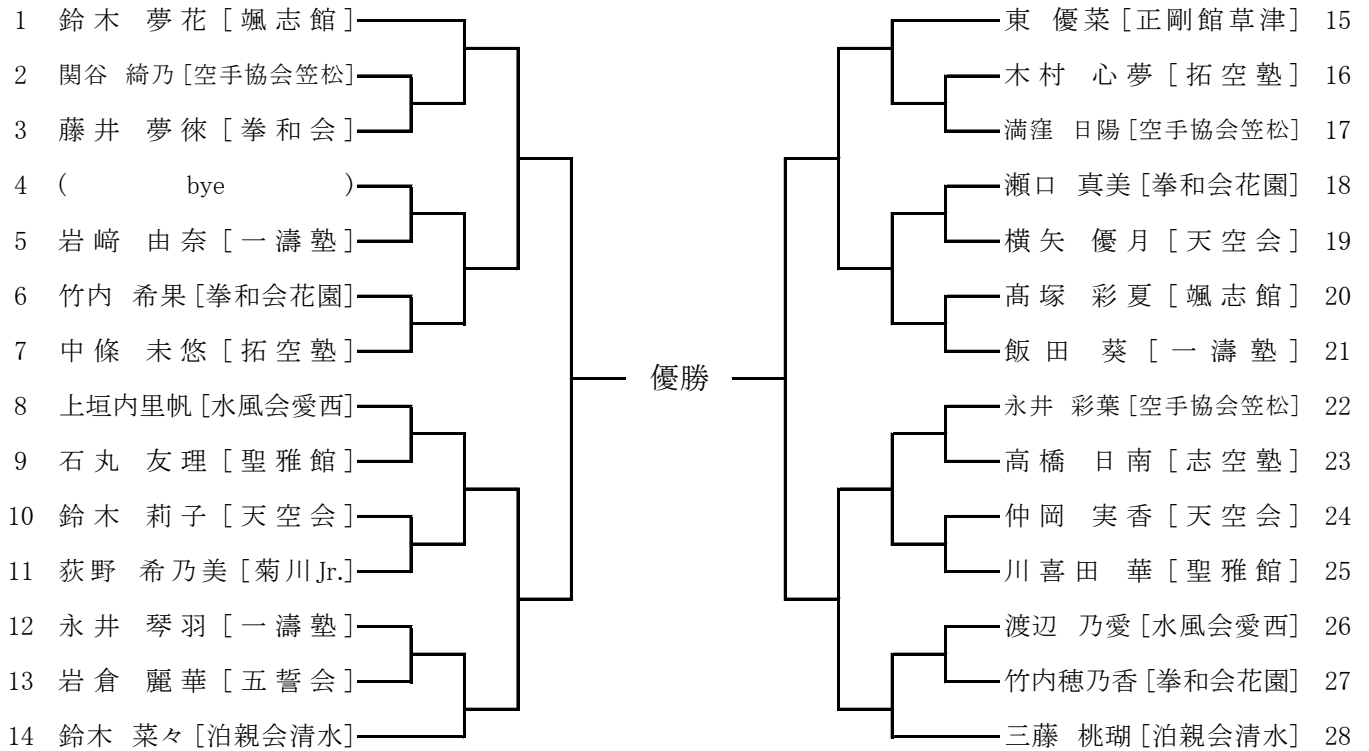 1 鈴木 夢花 [颯志館]
2 関谷 綺乃 [空手協会笠松]
3 藤井 夢徠 [拳和会]
4 ( bye )
5 岩﨑 由奈 [一濤塾]
6 竹内 希果 [拳和会花園]
7 中條 未悠 [拓空塾]
8 上垣内里帆 [水風会愛西]
9 石丸 友理 [聖雅館]
10 鈴木 莉子 [天空会]
11 荻野 希乃美 [菊川Jr.]
12 永井 琴羽 [一濤塾]
13 岩倉 麗華 [五誓会]
14 鈴木 菜々 [泊親会清水]
優勝
東 優菜 [正剛館草津] 15
木村 心夢 [拓空塾] 16
満窪 日陽 [空手協会笠松] 17
瀬口 真美 [拳和会花園] 18
横矢 優月 [天空会] 19
髙塚 彩夏 [颯志館] 20
飯田 葵 [一濤塾] 21
永井 彩葉 [空手協会笠松] 22
高橋 日南 [志空塾] 23
仲岡 実香 [天空会] 24
川喜田 華 [聖雅館] 25
渡辺 乃愛 [水風会愛西] 26
竹内穂乃香 [拳和会花園] 27
三藤 桃瑚 [泊親会清水] 28